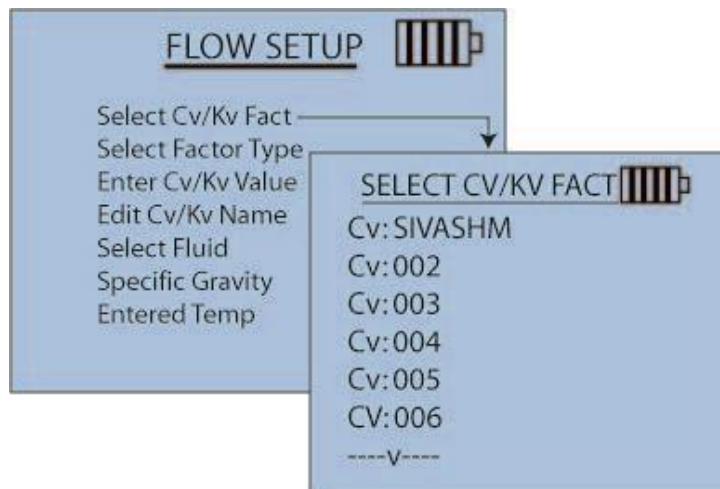 FLOW SETUP
Select Cv/Kv Fact
Select Factor Type
Enter Cv/Kv Value
Edit Cv/Kv Name
Select Fluid
Specific Gravity
Entered Temp
SELECT CV/KV FACT
Cv: SIVASHM
Cv: 002
Cv: 003
Cv: 004
Cv: 005
CV: 006
----v----